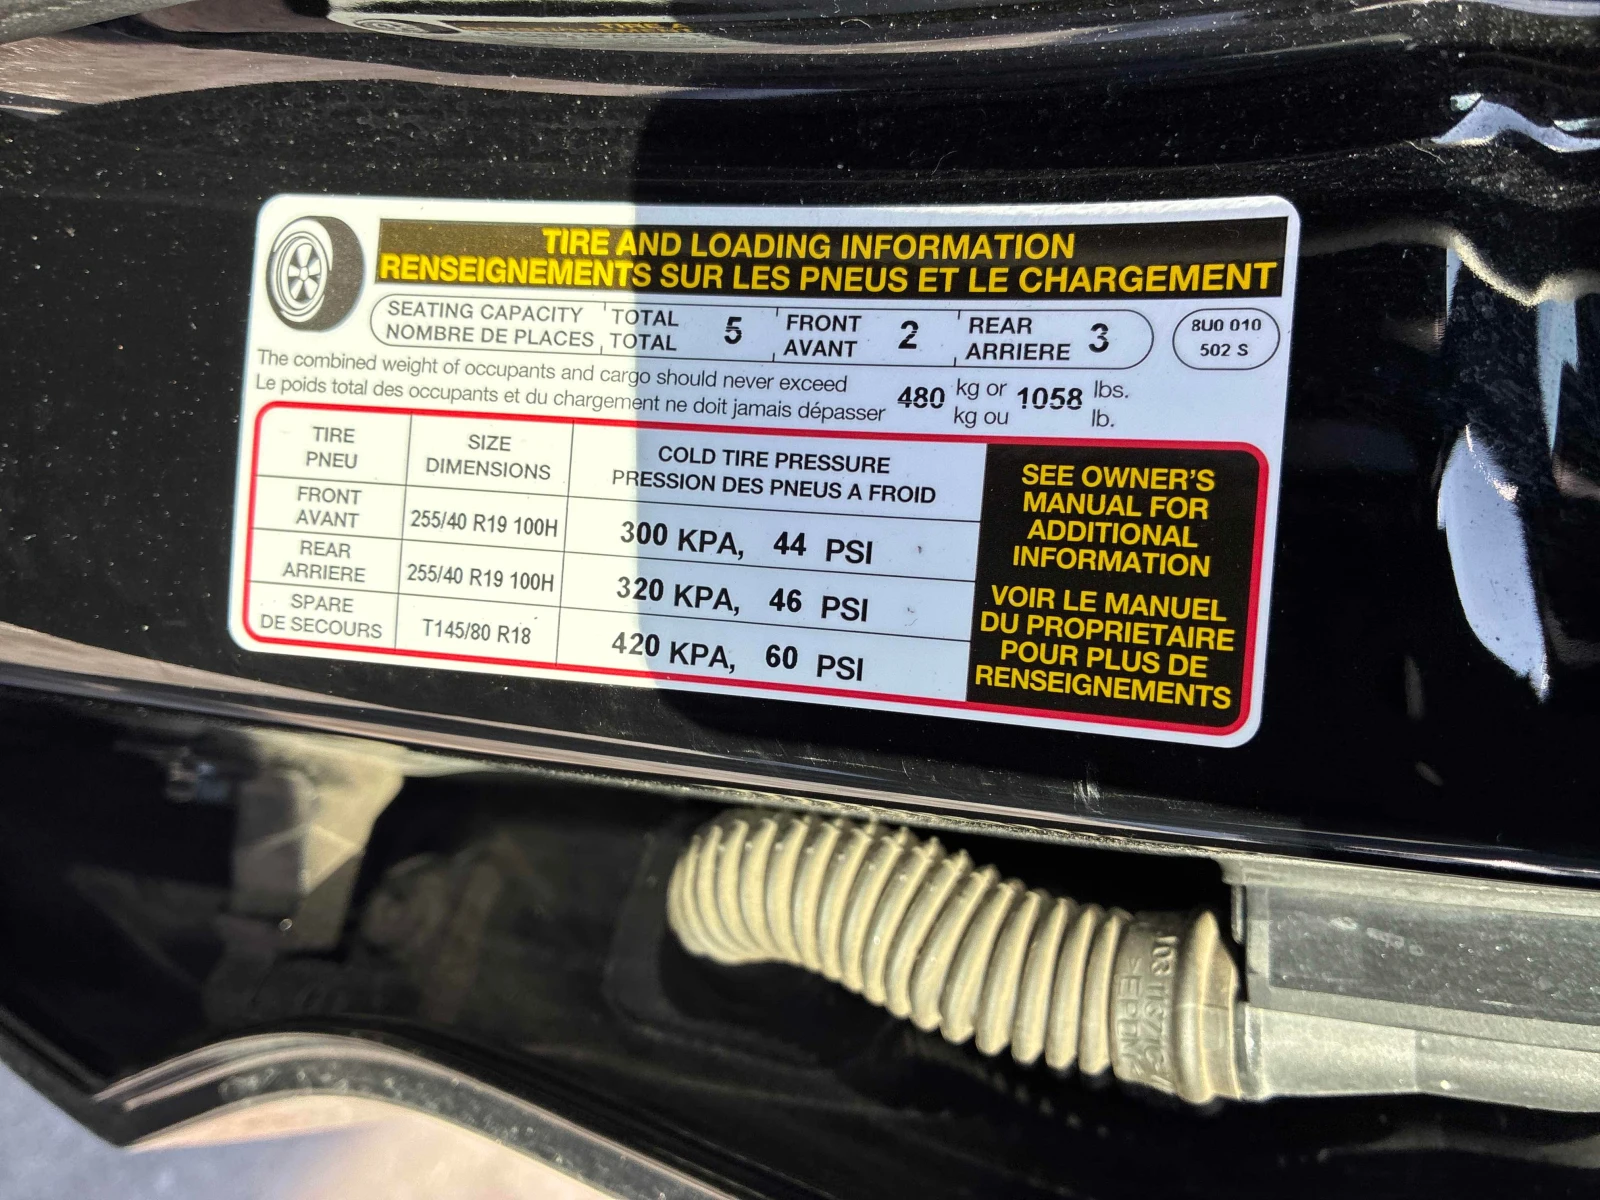 TIRE AND LOADING INFORMATION
RENSEIGNEMENTS SUR LES PNEUS ET LE CHARGEMENT
SEATING CAPACITY TOTAL 5 FRONT 2 REAR 3
NOMBRE DE PLACES TOTAL AVANT ARRIERE
8U0 010
502 S
The combined weight of occupants and cargo should never exceed 480 kg or 1058 lbs.
Le poids total des occupants et du chargement ne doit jamais dépasser kg ou lb.
TIRE SIZE COLD TIRE PRESSURE
PNEU DIMENSIONS PRESSION DES PNEUS A FROID
FRONT
AVANT 255/40 R19 100H 300 KPA, 44 PSI
REAR
ARRIERE 255/40 R19 100H 320 KPA, 46 PSI
SPARE
DE SECOURS T145/80 R18 420 KPA, 60 PSI
SEE OWNER'S
MANUAL FOR
ADDITIONAL
INFORMATION
VOIR LE MANUEL
DU PROPRIETAIRE
POUR PLUS DE
RENSEIGNEMENTS